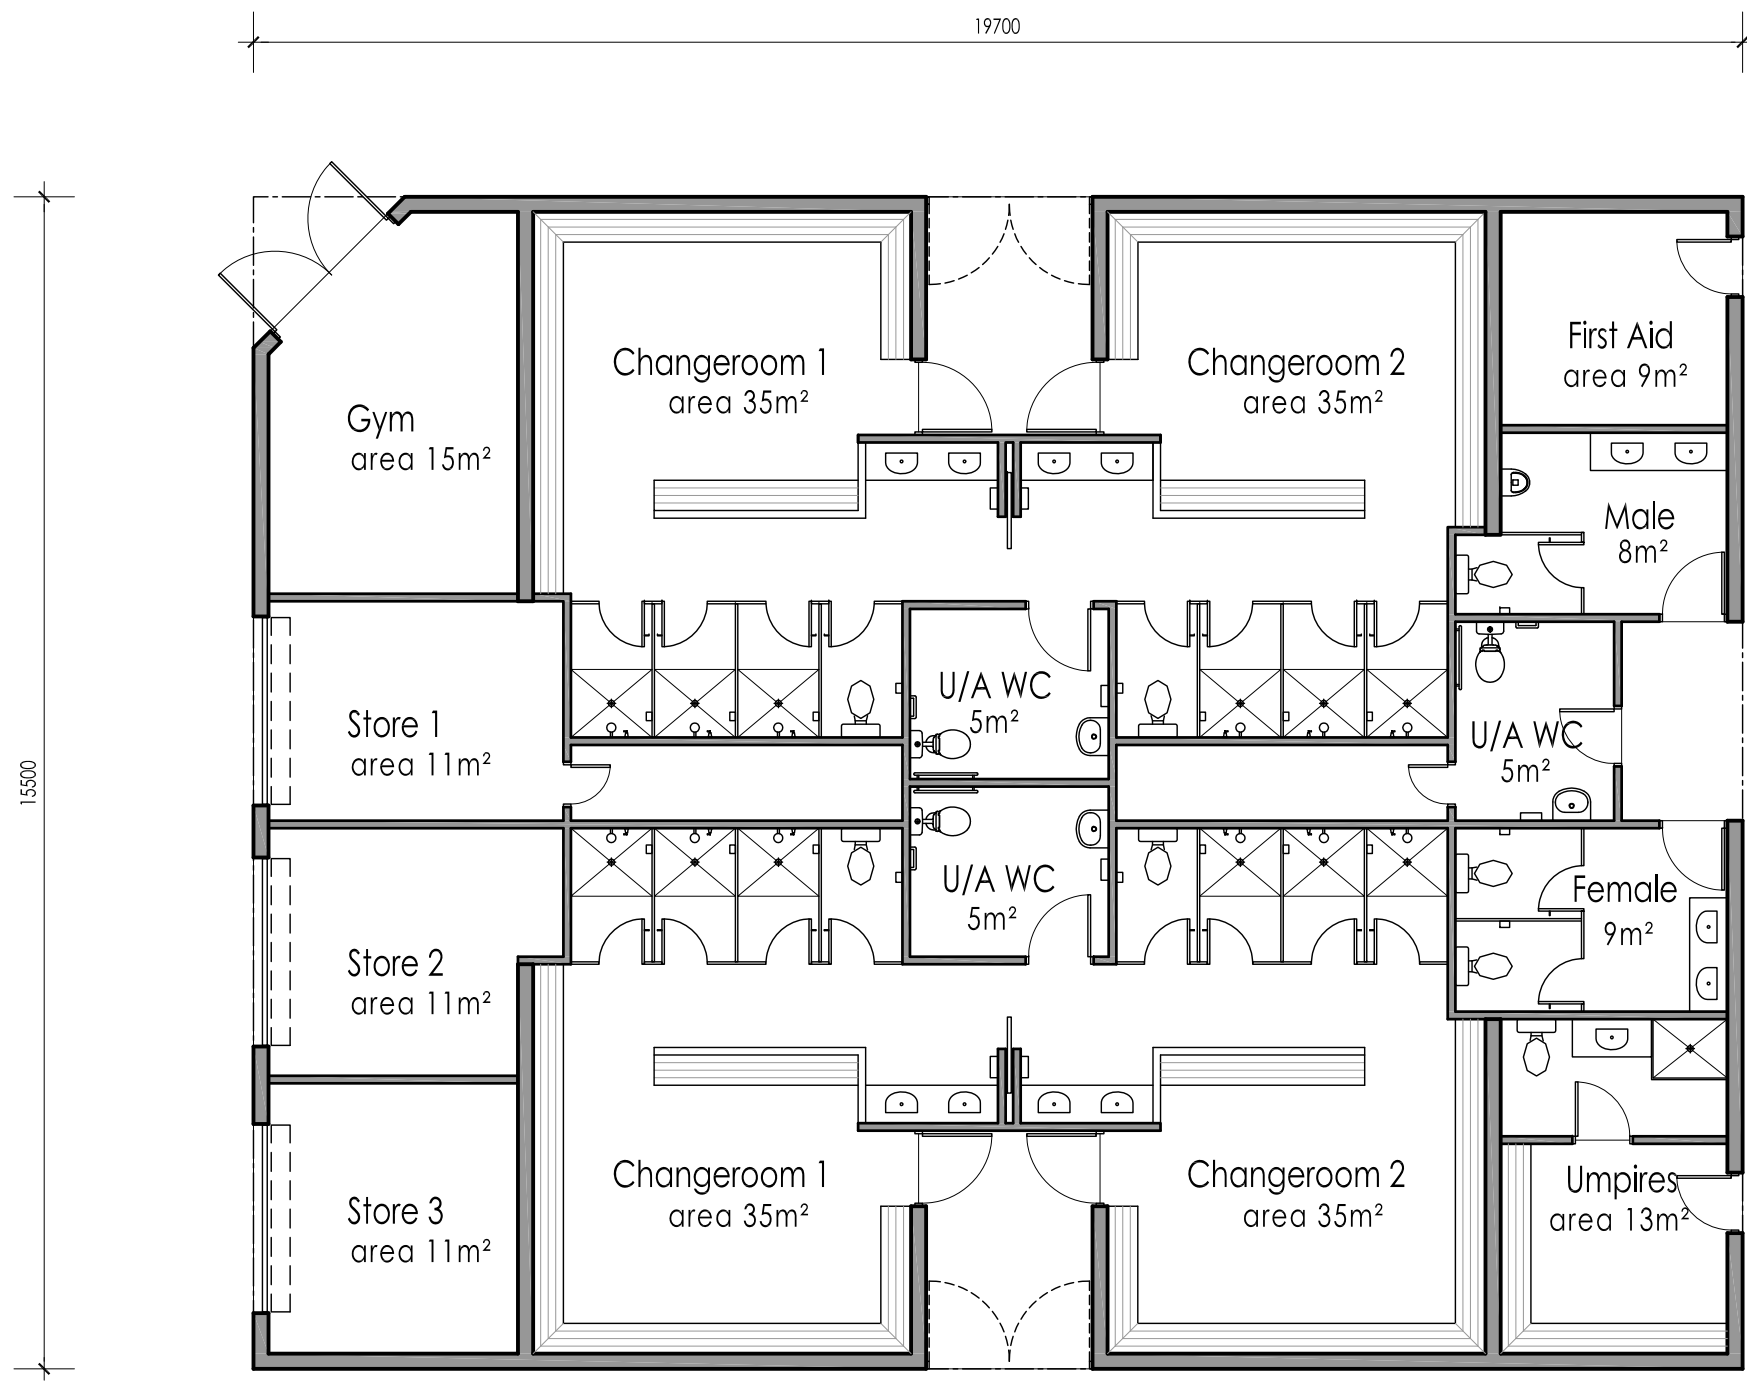 19700
15500
Changeroom 1
area 35m²
Changeroom 2
area 35m²
First Aid
area 9m²
Gym
area 15m²
Male
8m²
U/A WC
5m²
Store 1
area 11m²
U/A WC
5m²
U/A WC
5m²
Female
9m²
Store 2
area 11m²
Changeroom 1
area 35m²
Changeroom 2
area 35m²
Umpires
area 13m²
Store 3
area 11m²